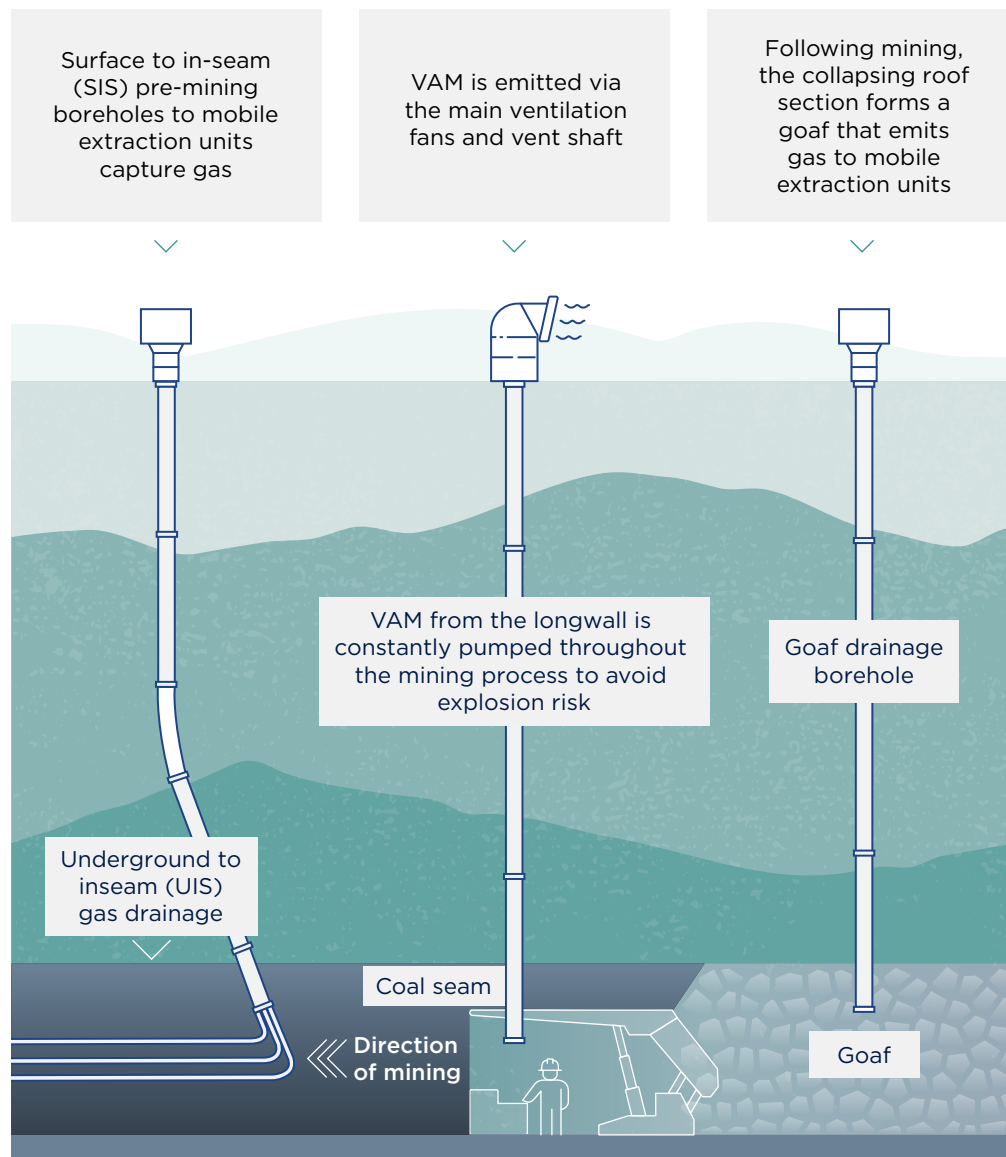 Surface to in-seam
(SIS) pre-mining
boreholes to mobile
extraction units
capture gas
VAM is emitted via
the main ventilation
fans and vent shaft
Following mining,
the collapsing roof
section forms a
goaf that emits
gas to mobile
extraction units
VAM from the longwall is
constantly pumped throughout
the mining process to avoid
explosion risk
Goaf drainage
borehole
Underground to
inseam (UIS)
gas drainage
Coal seam
Direction
of mining
Goaf